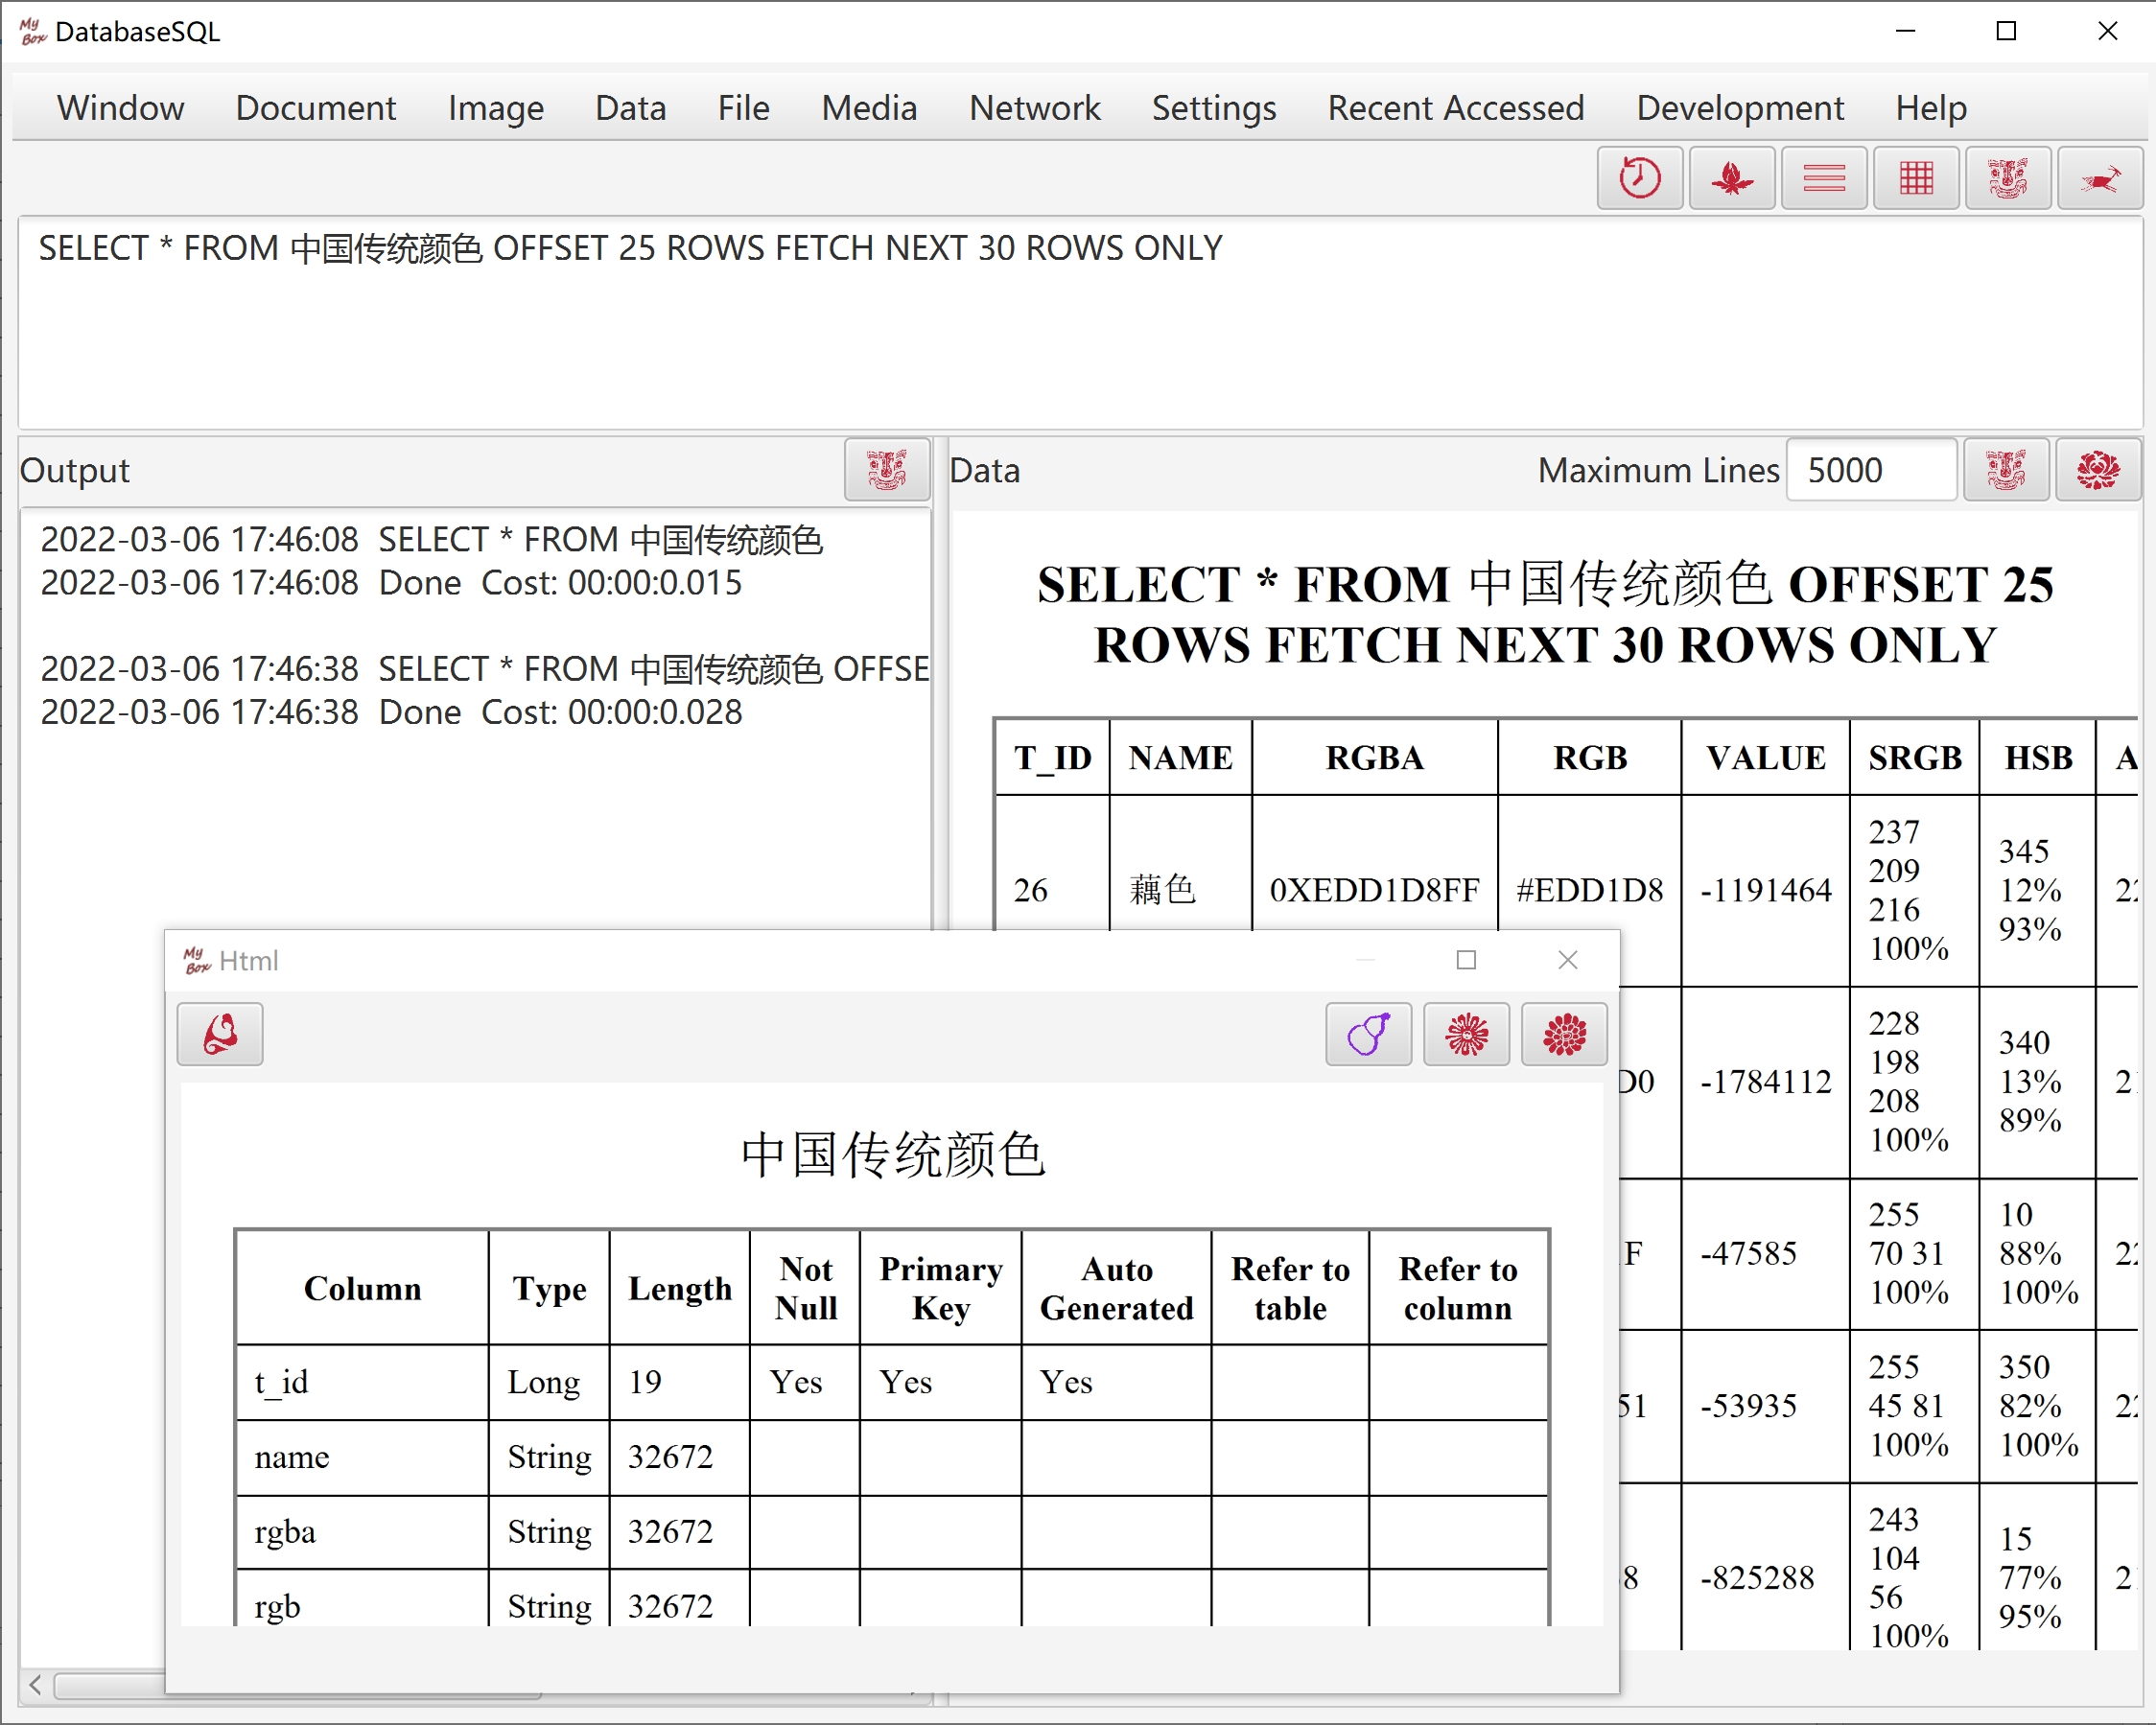 My Box DatabaseSQL
Window Document Image Data File Media Network Settings Recent Accessed Development Help
SELECT * FROM 中国传统颜色 OFFSET 25 ROWS FETCH NEXT 30 ROWS ONLY
Output
2022-03-06 17:46:08 SELECT * FROM 中国传统颜色
2022-03-06 17:46:08 Done Cost: 00:00:0.015
2022-03-06 17:46:38 SELECT * FROM 中国传统颜色 OFFSE
2022-03-06 17:46:38 Done Cost: 00:00:0.028
Data Maximum Lines 5000
SELECT * FROM 中国传统颜色 OFFSET 25
ROWS FETCH NEXT 30 ROWS ONLY
T_ID NAME RGBA RGB VALUE SRGB HSB A
26 藕色 0XEDD1D8FF #EDD1D8 -1191464 237 209 216 100% 345 12% 93%
D0 -1784112 228 198 208 100% 340 13% 89%
F -47585 255 70 31 100% 10 88% 100%
51 -53935 255 45 81 100% 350 82% 100%
8 -825288 243 104 56 100% 15 77% 95%
My Box Html
中国传统颜色
Column Type Length Not Null Primary Key Auto Generated Refer to table Refer to column
t_id Long 19 Yes Yes Yes
name String 32672
rgba String 32672
rgb String 32672